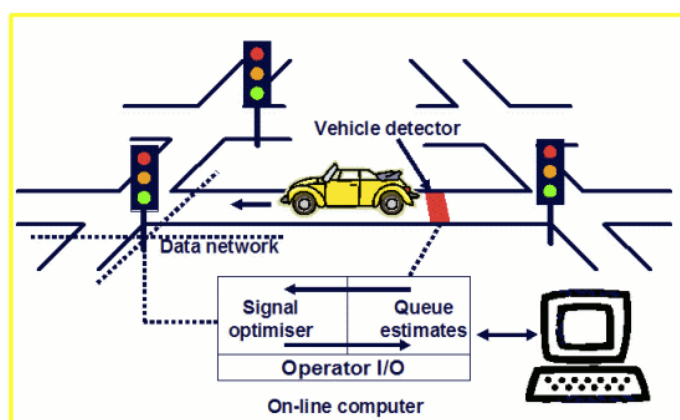 Vehicle detector
Data network
Signal
optimiser
Queue
estimates
Operator I/O
On-line computer